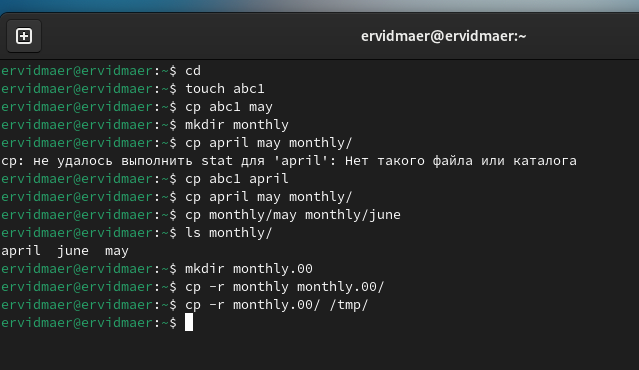 ervidmaer@ervidmaer:~
ervidmaer@ervidmaer:~$ cd
ervidmaer@ervidmaer:~$ touch abc1
ervidmaer@ervidmaer:~$ cp abc1 may
ervidmaer@ervidmaer:~$ mkdir monthly
ervidmaer@ervidmaer:~$ cp april may monthly/
cp: не удалось выполнить stat для 'april': Нет такого файла или каталога
ervidmaer@ervidmaer:~$ cp abc1 april
ervidmaer@ervidmaer:~$ cp april may monthly/
ervidmaer@ervidmaer:~$ cp monthly/may monthly/june
ervidmaer@ervidmaer:~$ ls monthly/
april  june  may
ervidmaer@ervidmaer:~$ mkdir monthly.00
ervidmaer@ervidmaer:~$ cp -r monthly monthly.00/
ervidmaer@ervidmaer:~$ cp -r monthly.00/ /tmp/
ervidmaer@ervidmaer:~$